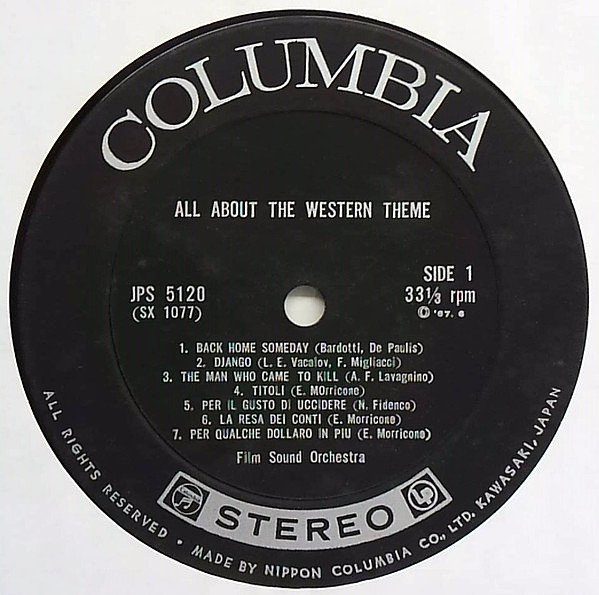 COLUMBIA
ALL ABOUT THE WESTERN THEME
SIDE 1
JPS 5120
33⅓ rpm
(SX 1077)
© '67. 6
1. BACK HOME SOMEDAY (Bardotti, De Paulis)
2. DJANGO (L. E. Vacalov, F. Migliacci)
3. THE MAN WHO CAME TO KILL (A. F. Lavagnino)
4. TITOLI (E. Morricone)
5. PER IL GUSTO DI UCCIDERE (N. Fidenco)
6. LA RESA DEI CONTI (E. Morricone)
7. PER QUALCHE DOLLARO IN PIU (E. Morricone)
Film Sound Orchestra
STEREO
LP
ALL RIGHTS RESERVED • MADE BY NIPPON COLUMBIA CO., LTD. KAWASAKI, JAPAN